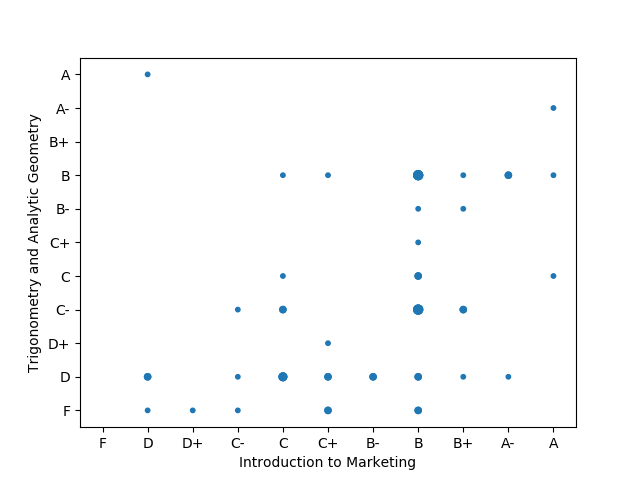 Trigonometry and Analytic Geometry
A
A-
B+
B
B-
C+
C
C-
D+
D
F
F D D+ C- C C+ B- B B+ A- A
Introduction to Marketing